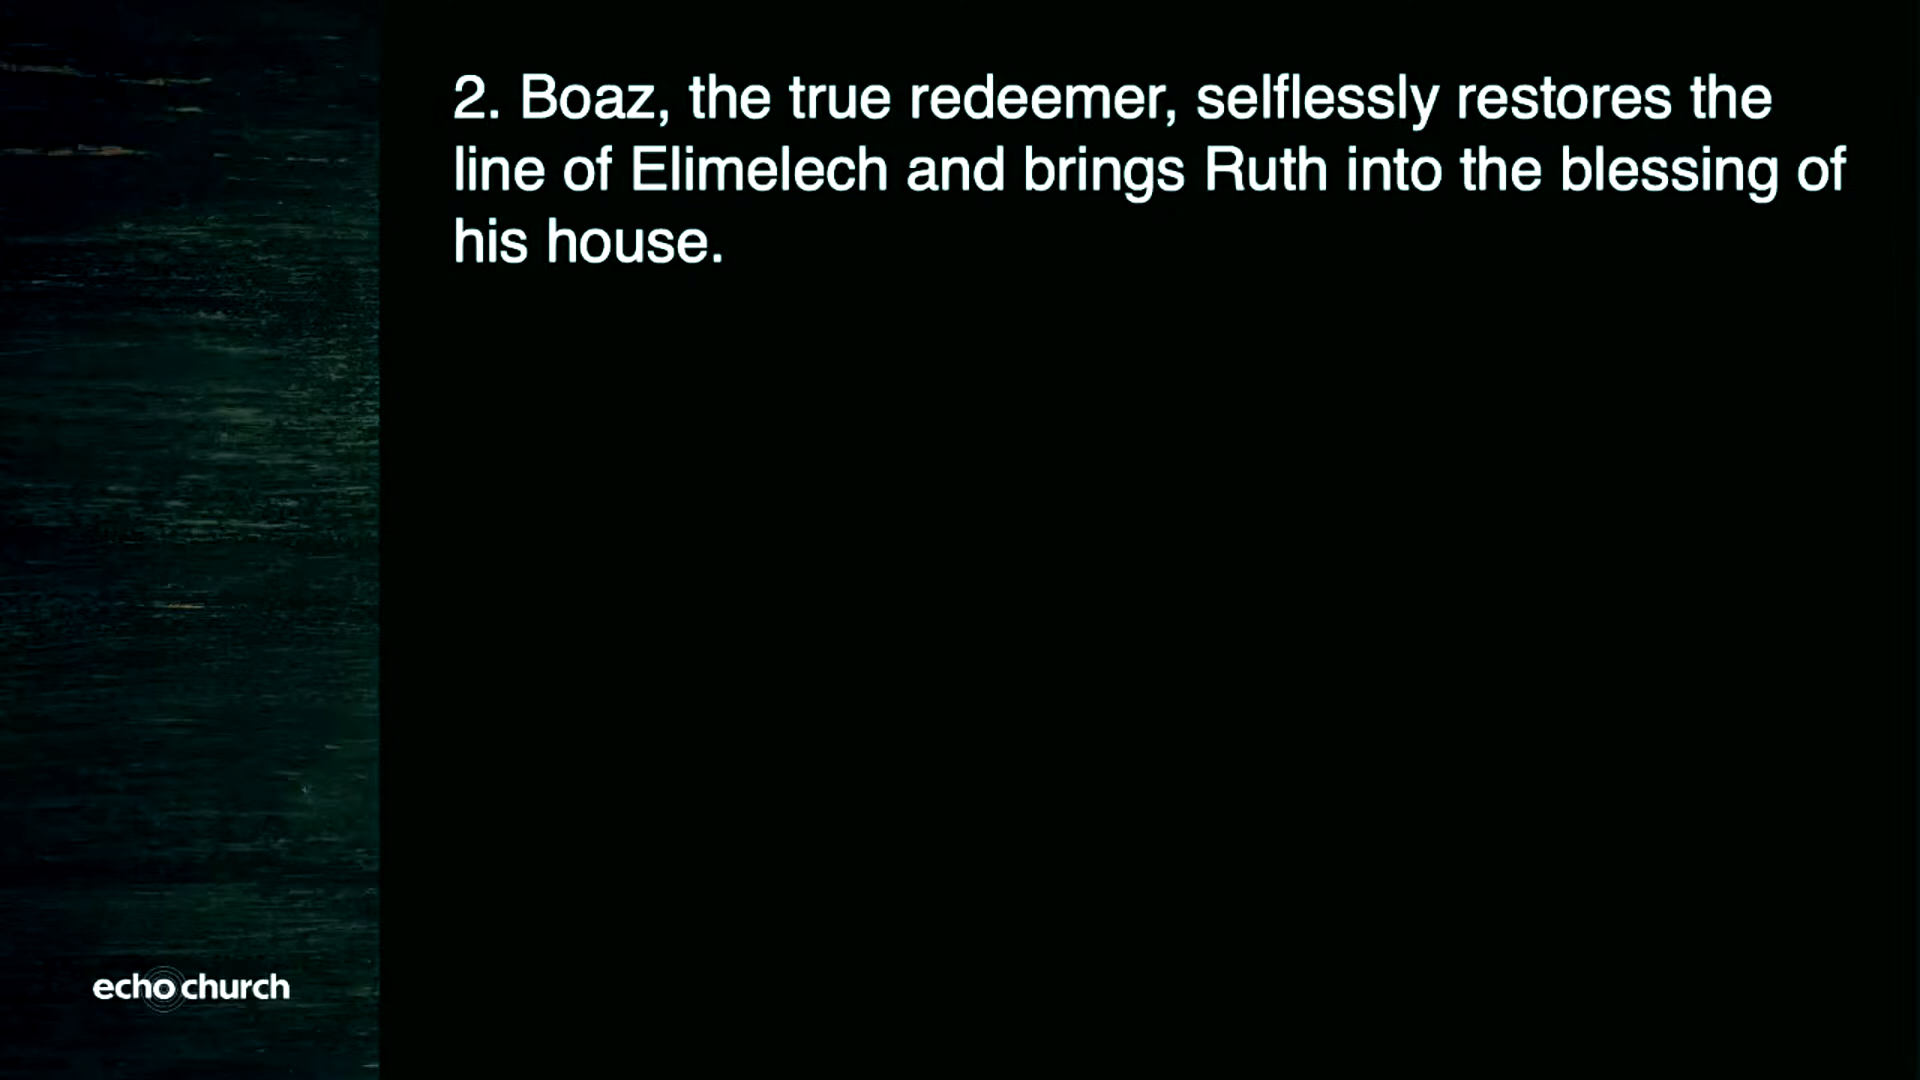 2. Boaz, the true redeemer, selflessly restores the
line of Elimelech and brings Ruth into the blessing of
his house.
echo church